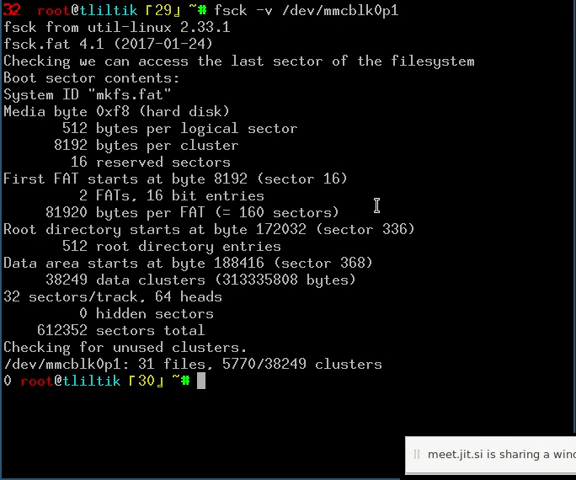 32 root@tliltik ｢29｣ ~# fsck -v /dev/mmcblk0p1
fsck from util-linux 2.33.1
fsck.fat 4.1 (2017-01-24)
Checking we can access the last sector of the filesystem
Boot sector contents:
System ID "mkfs.fat"
Media byte 0xf8 (hard disk)
512 bytes per logical sector
8192 bytes per cluster
16 reserved sectors
First FAT starts at byte 8192 (sector 16)
2 FATs, 16 bit entries
81920 bytes per FAT (= 160 sectors)
Root directory starts at byte 172032 (sector 336)
512 root directory entries
Data area starts at byte 188416 (sector 368)
38249 data clusters (313335808 bytes)
32 sectors/track, 64 heads
0 hidden sectors
612352 sectors total
Checking for unused clusters.
/dev/mmcblk0p1: 31 files, 5770/38249 clusters
0 root@tliltik ｢30｣ ~#
meet.jit.si is sharing a wind